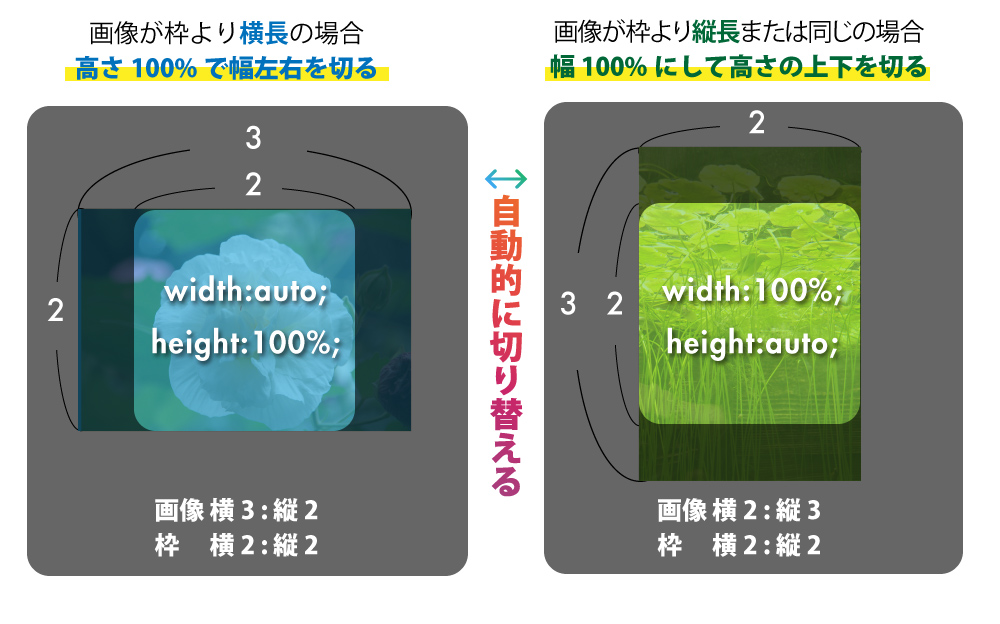 画像が枠より横長の場合
高さ 100% で幅左右を切る
3
2
2
width:auto;
height:100%;
画像 横 3 : 縦 2
枠 横 2 : 縦 2
自動的に切り替える
画像が枠より縦長または同じの場合
幅 100% にして高さの上下を切る
2
3
2
width:100%;
height:auto;
画像 横 2 : 縦 3
枠 横 2 : 縦 2